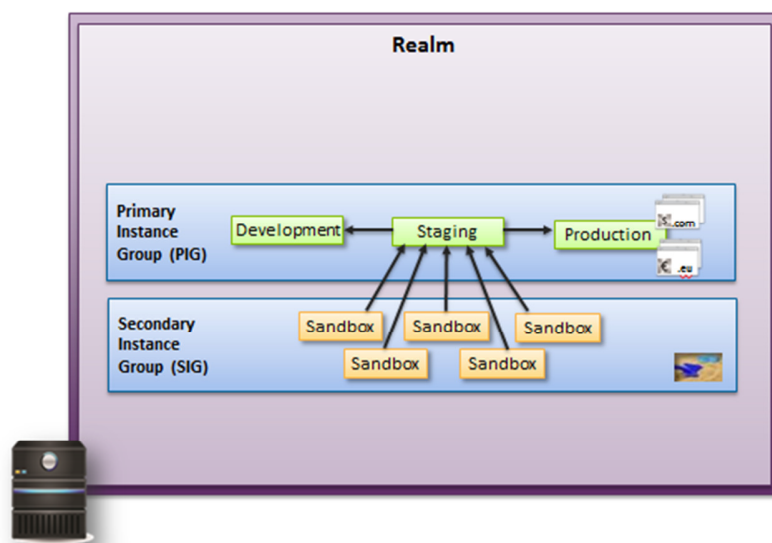 Realm
Primary
Instance
Group (PIG)
Development
Staging
Production
.com
.eu
Secondary
Instance
Group (SIG)
Sandbox
Sandbox
Sandbox
Sandbox
Sandbox